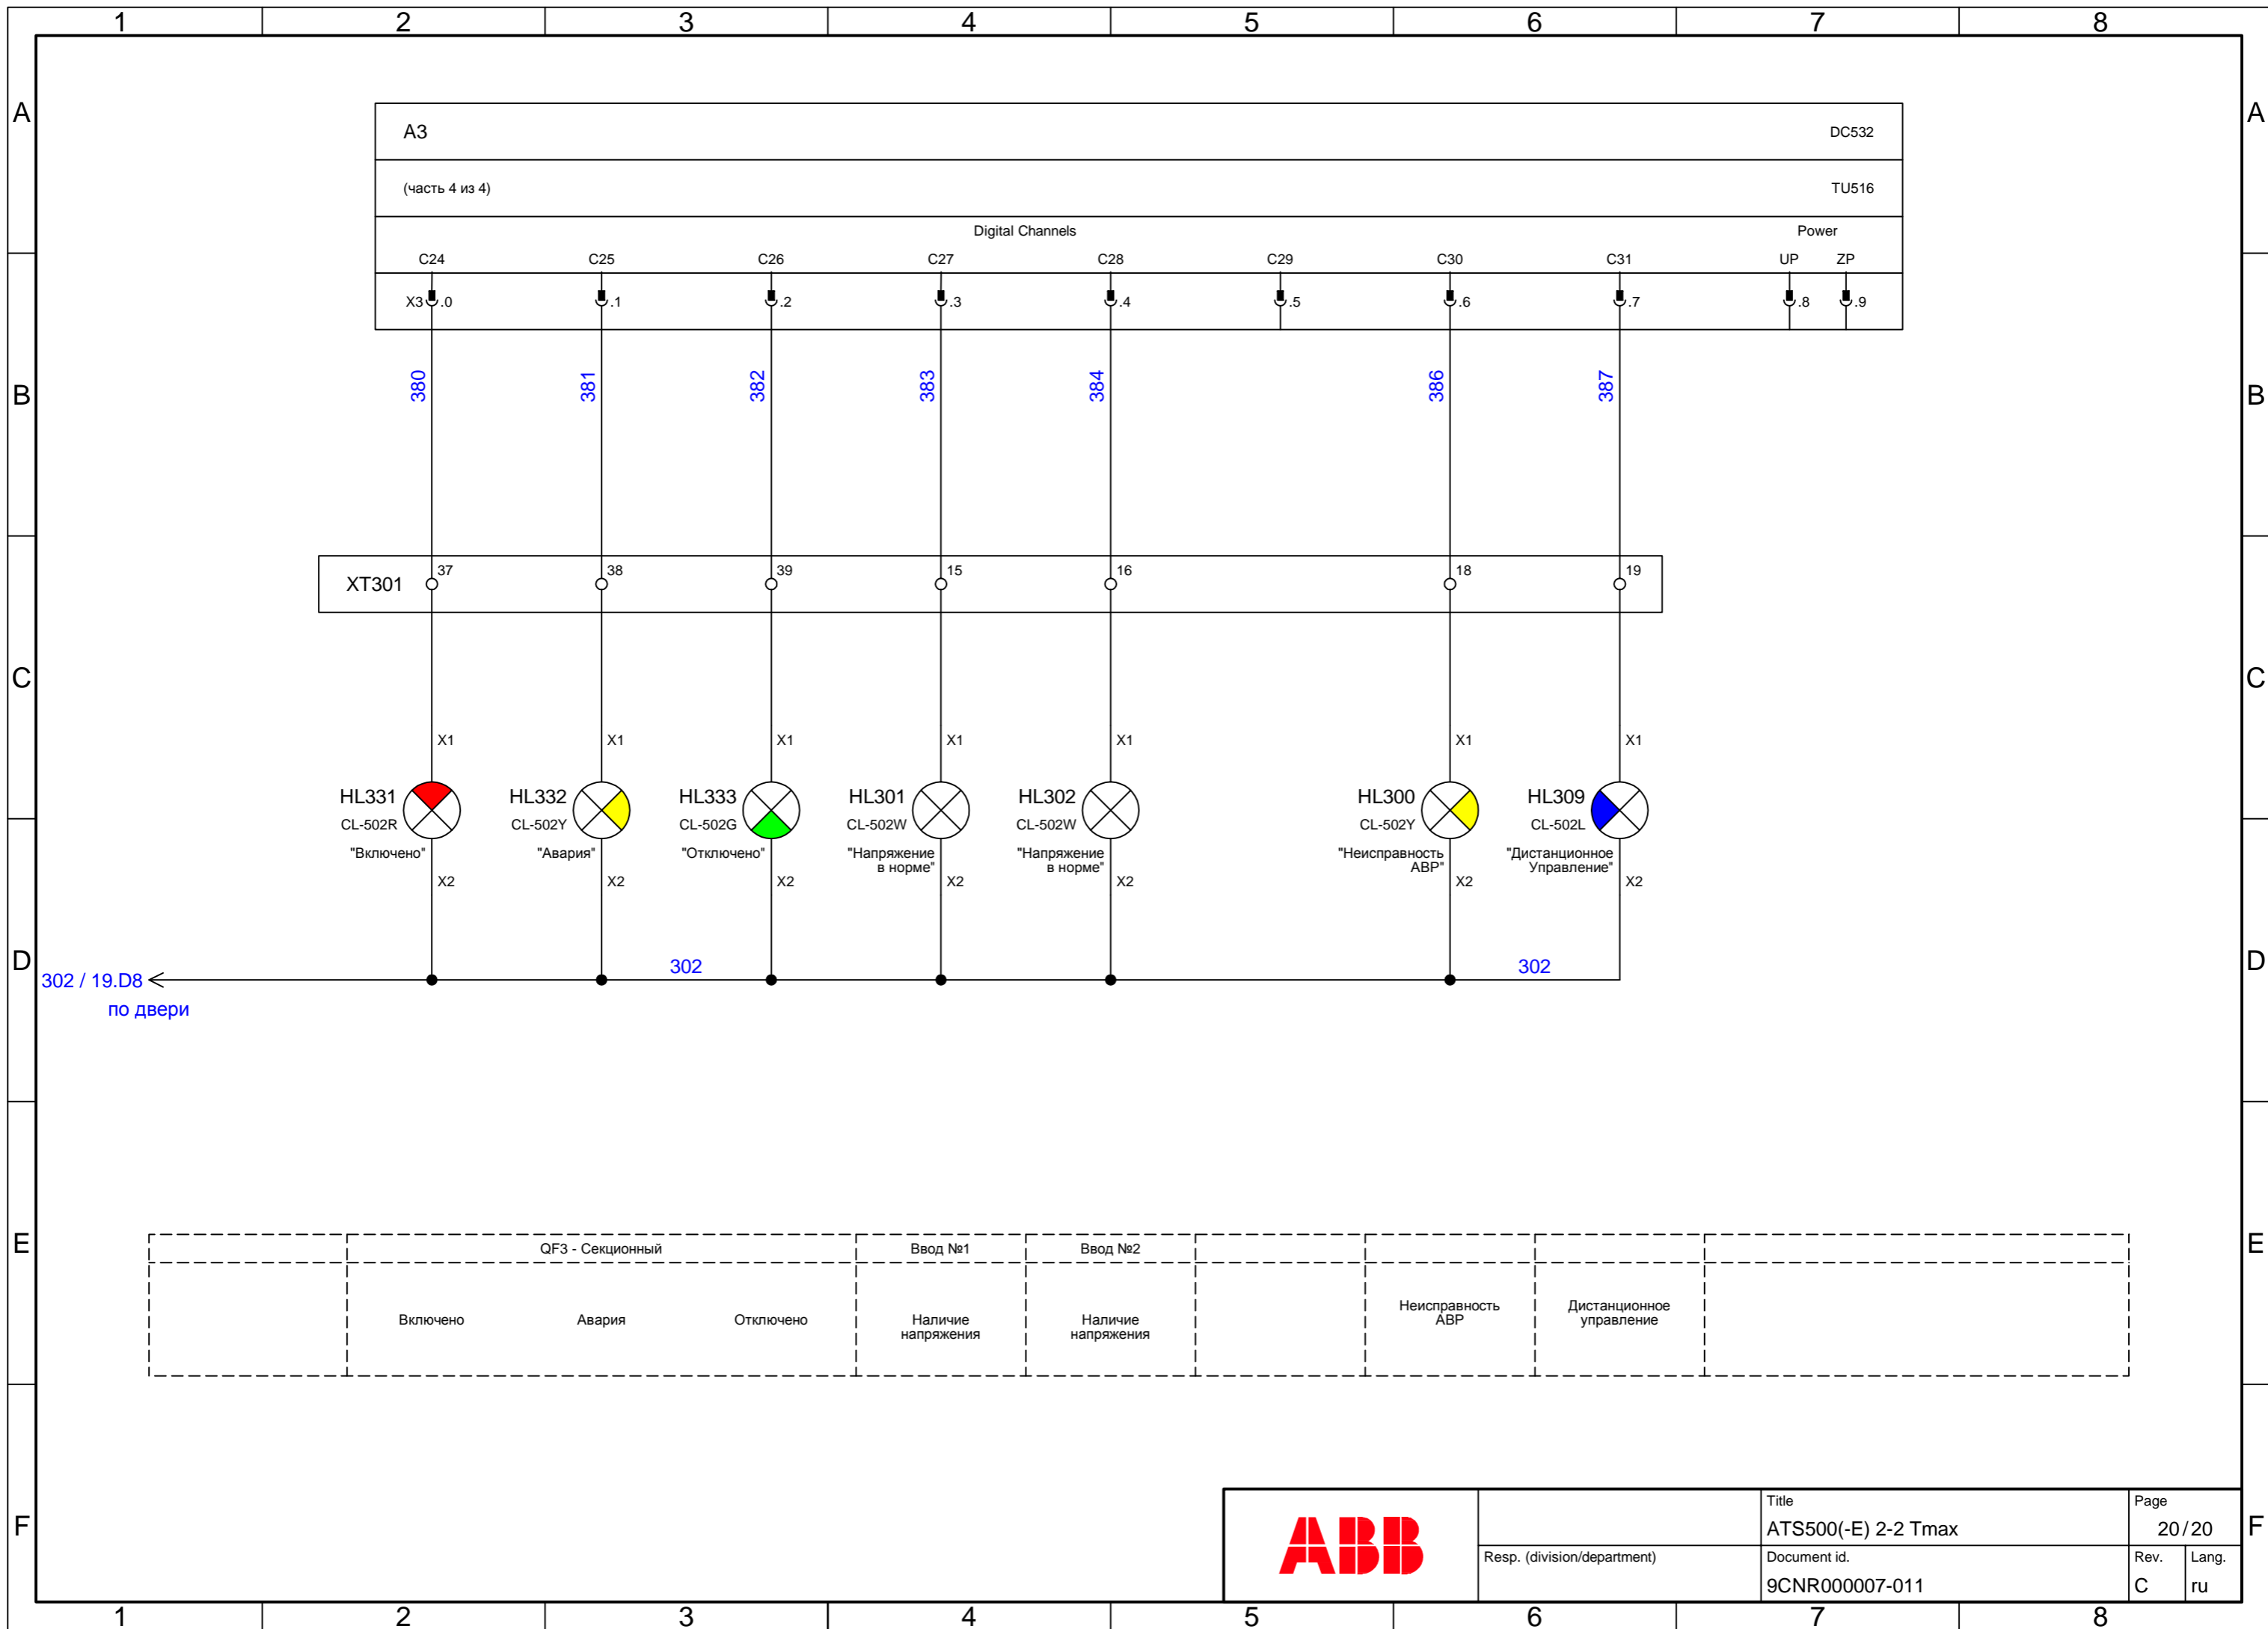 1 2 3 4 5 6 7 8
A A
A3 DC532
(часть 4 из 4) TU516
Digital Channels Power
C24 C25 C26 C27 C28 C29 C30 C31 UP ZP
X3 .0 .1 .2 .3 .4 .5 .6 .7 .8 .9
B B
380 381 382 383 384 386 387
XT301 37 38 39 15 16 18 19
C C
X1 X1 X1 X1 X1 X1 X1
HL331 HL332 HL333 HL301 HL302 HL300 HL309
CL-502R CL-502Y CL-502G CL-502W CL-502W CL-502Y CL-502L
"Включено" "Авария" "Отключено" "Напряжение "Напряжение "Неисправность "Дистанционное
в норме" в норме" АВР" Управление"
X2 X2 X2 X2 X2 X2 X2
D D
302 302
302 / 19.D8
по двери
E E
QF3 - Секционный Ввод №1 Ввод №2
Включено Авария Отключено Наличие Наличие Неисправность Дистанционное
напряжения напряжения АВР управление
F F
ABB
Title
ATS500(-E) 2-2 Tmax
Page
20/20
Resp. (division/department)
Document id.
9CNR000007-011
Rev.
C
Lang.
ru
1 2 3 4 5 6 7 8